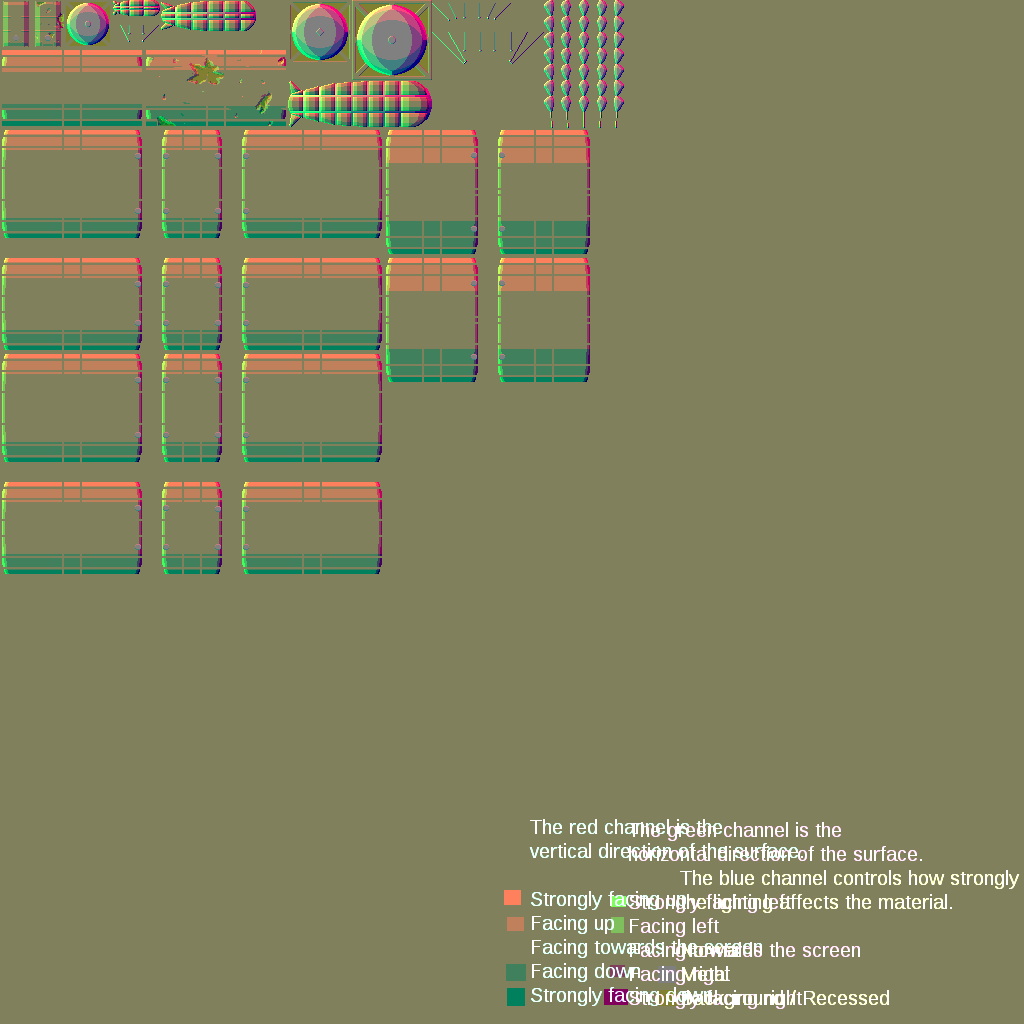 The red channel is the
vertical direction of the surface.
The green channel is the
horizontal direction of the surface.
The blue channel controls how strongly
the lighting affects the material.
Strongly facing up
Facing up
Facing towards the screen
Facing down
Strongly facing down
Strongly facing left
Facing left
Facing towards the screen
Facing right
Strongly facing right
Normal
Metal
Background / Recessed